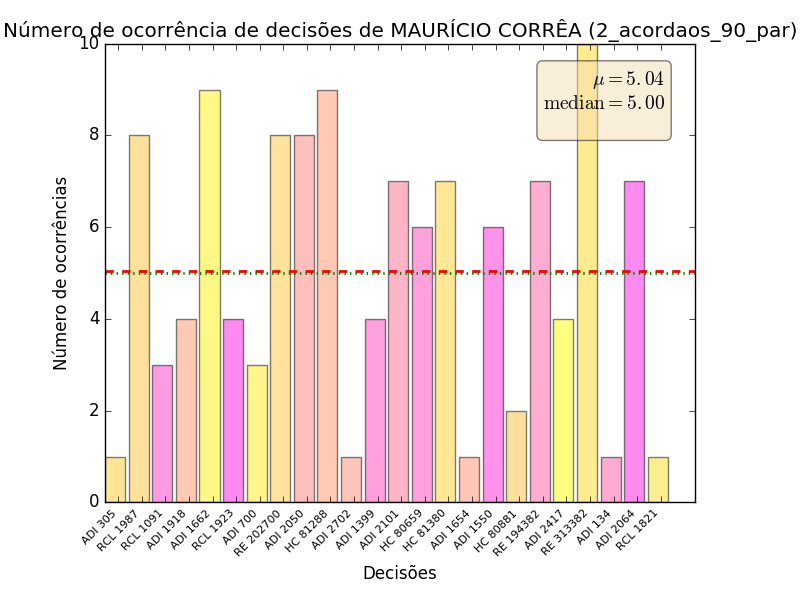 Número de ocorrência de decisões de MAURÍCIO CORRÊA (2_acordaos_90_par)
μ = 5.04
median = 5.00
Número de ocorrências
10
8
6
4
2
0
ADI 305
RCL 1987
RCL 1091
ADI 1918
ADI 1662
RCL 1923
ADI 700
RE 202700
ADI 2050
HC 81288
ADI 2702
ADI 1399
ADI 2101
HC 80659
HC 81380
ADI 1654
ADI 1550
HC 80881
RE 194382
ADI 2417
RE 313382
ADI 134
ADI 2064
RCL 1821
Decisões